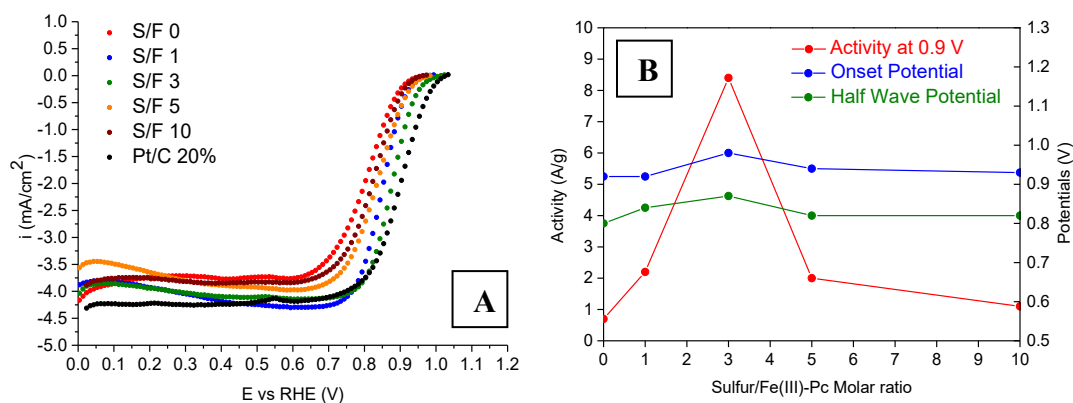 1.0
0.5
0.0
-0.5
-1.0
-1.5
-2.0
-2.5
-3.0
-3.5
-4.0
-4.5
-5.0
i (mA/cm²)
S/F 0
S/F 1
S/F 3
S/F 5
S/F 10
Pt/C 20%
A
0.0 0.1 0.2 0.3 0.4 0.5 0.6 0.7 0.8 0.9 1.0 1.1 1.2
E vs RHE (V)
10
9
8
7
6
5
4
3
2
1
0
Activity (A/g)
B
Activity at 0.9 V
Onset Potential
Half Wave Potential
1.3
1.2
1.1
1.0
0.9
0.8
0.7
0.6
0.5
Potentials (V)
0 1 2 3 4 5 6 7 8 9 10
Sulfur/Fe(III)-Pc Molar ratio